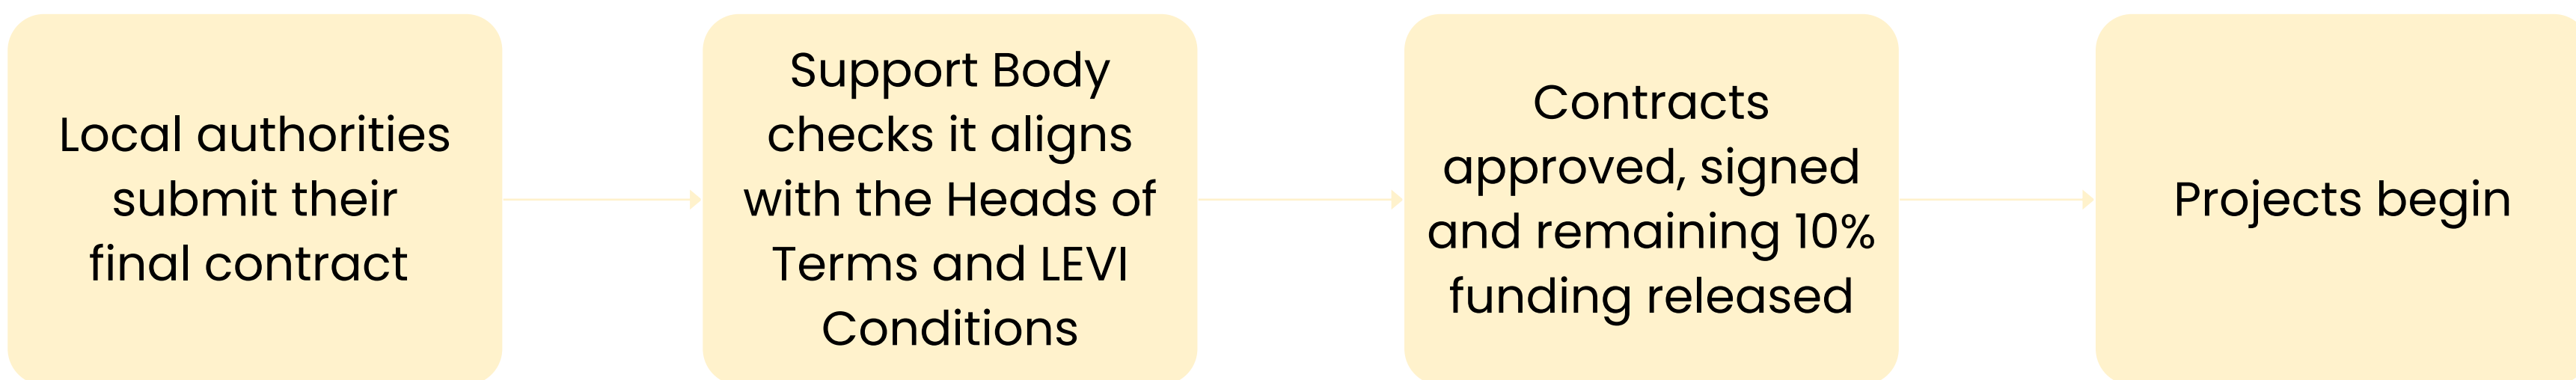 Local authorities
submit their
final contract
Support Body
checks it aligns
with the Heads of
Terms and LEVI
Conditions
Contracts
approved, signed
and remaining 10%
funding released
Projects begin